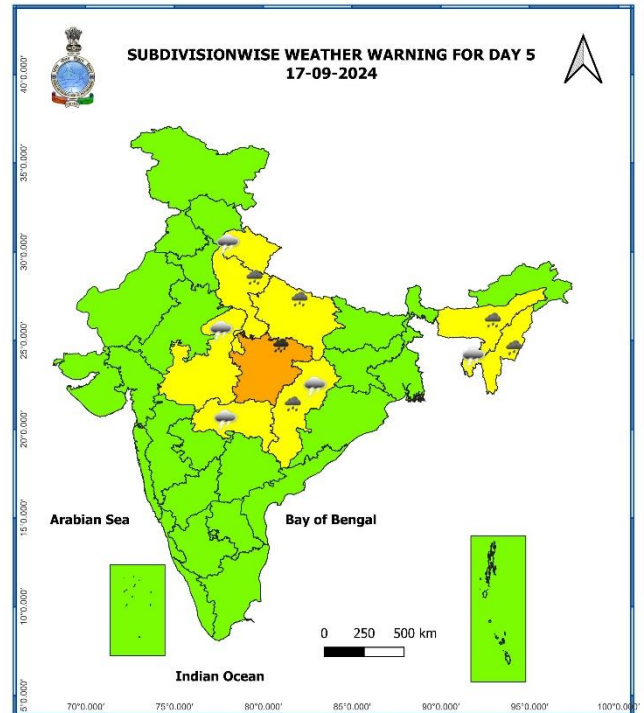 SUBDIVISIONWISE WEATHER WARNING FOR DAY 5
17-09-2024
40°0.000'
35°0.000'
30°0.000'
25°0.000'
20°0.000'
15°0.000'
10°0.000'
5°0.000'
Arabian Sea
Bay of Bengal
0 250 500 km
Indian Ocean
70°0.000' 75°0.000' 80°0.000' 85°0.000' 90°0.000' 95°0.000' 100°0.000'